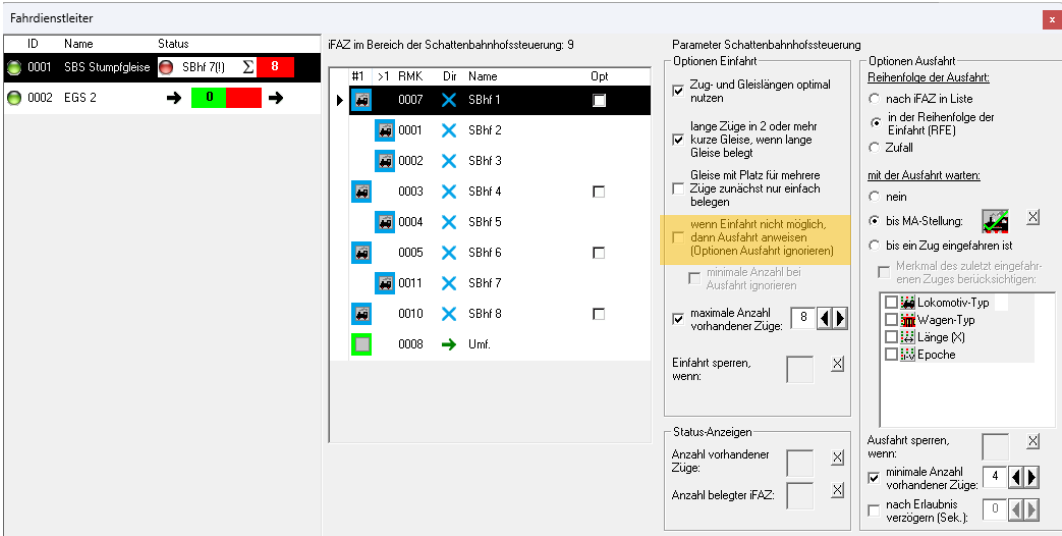 Fahrdienstleiter
x
ID Name Status
0001 SBS Stumpfgleise SBhf 7(!) Σ 8
0002 EGS 2 0
iFAZ im Bereich der Schattenbahnhofssteuerung: 9
#1 >1 RMK Dir Name Opt
0007 SBhf 1
0001 SBhf 2
0002 SBhf 3
0003 SBhf 4
0004 SBhf 5
0005 SBhf 6
0011 SBhf 7
0010 SBhf 8
0008 Umf.
Parameter Schattenbahnhofssteuerung
Optionen Einfahrt
Zug- und Gleislängen optimal
nutzen
lange Züge in 2 oder mehr
kurze Gleise, wenn lange
Gleise belegt
Gleise mit Platz für mehrere
Züge zunächst nur einfach
belegen
wenn Einfahrt nicht möglich,
dann Ausfahrt anweisen
(Optionen Ausfahrt ignorieren)
minimale Anzahl bei
Ausfahrt ignorieren
maximale Anzahl
vorhandener Züge: 8
Einfahrt sperren,
wenn: X
Status-Anzeigen
Anzahl vorhandener
Züge: X
Anzahl belegter iFAZ: X
Optionen Ausfahrt
Reihenfolge der Ausfahrt:
nach iFAZ in Liste
in der Reihenfolge der
Einfahrt (RFE)
Zufall
mit der Ausfahrt warten:
nein
bis MA-Stellung: X
bis ein Zug eingefahren ist
Merkmal des zuletzt eingefahr-
enen Zuges berücksichtigen:
Lokomotiv-Typ
Wagen-Typ
Länge (X)
Epoche
Ausfahrt sperren,
wenn: X
minimale Anzahl
vorhandener Züge: 4
nach Erlaubnis
verzögern (Sek.): 0